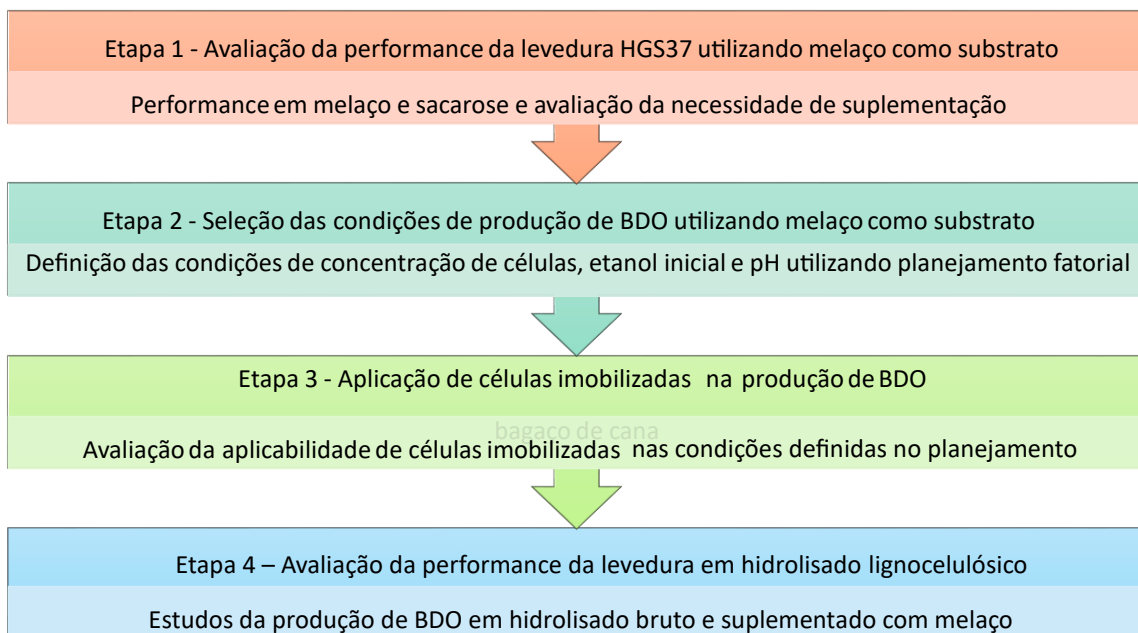 Etapa 1 - Avaliação da performance da levedura HGS37 utilizando melaço como substrato
Performance em melaço e sacarose e avaliação da necessidade de suplementação
Etapa 2 - Seleção das condições de produção de BDO utilizando melaço como substrato
Definição das condições de concentração de células, etanol inicial e pH utilizando planejamento fatorial
Etapa 3 - Aplicação de células imobilizadas na produção de BDO
bagaço de cana
Avaliação da aplicabilidade de células imobilizadas nas condições definidas no planejamento
Etapa 4 – Avaliação da performance da levedura em hidrolisado lignocelulósico
Estudos da produção de BDO em hidrolisado bruto e suplementado com melaço